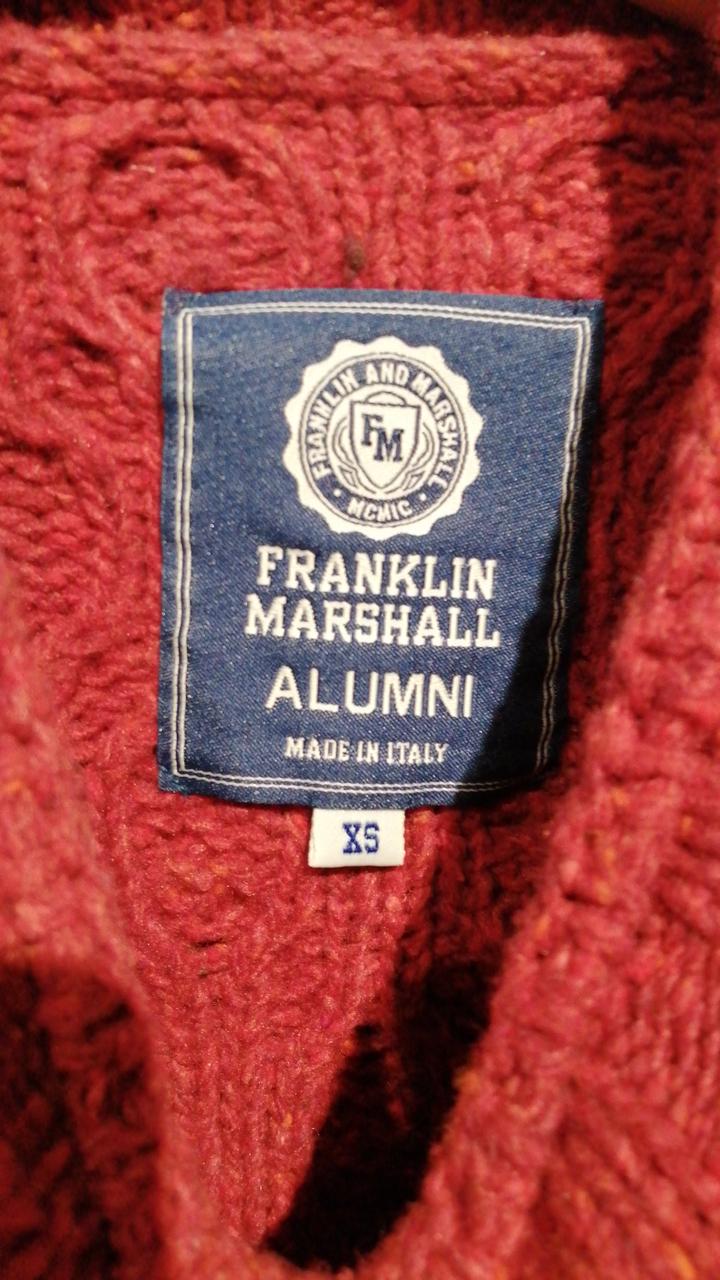 FRANKLIN AND MARSHALL
FM
• MCMIC •
FRANKLIN
MARSHALL
ALUMNI
MADE IN ITALY
XS